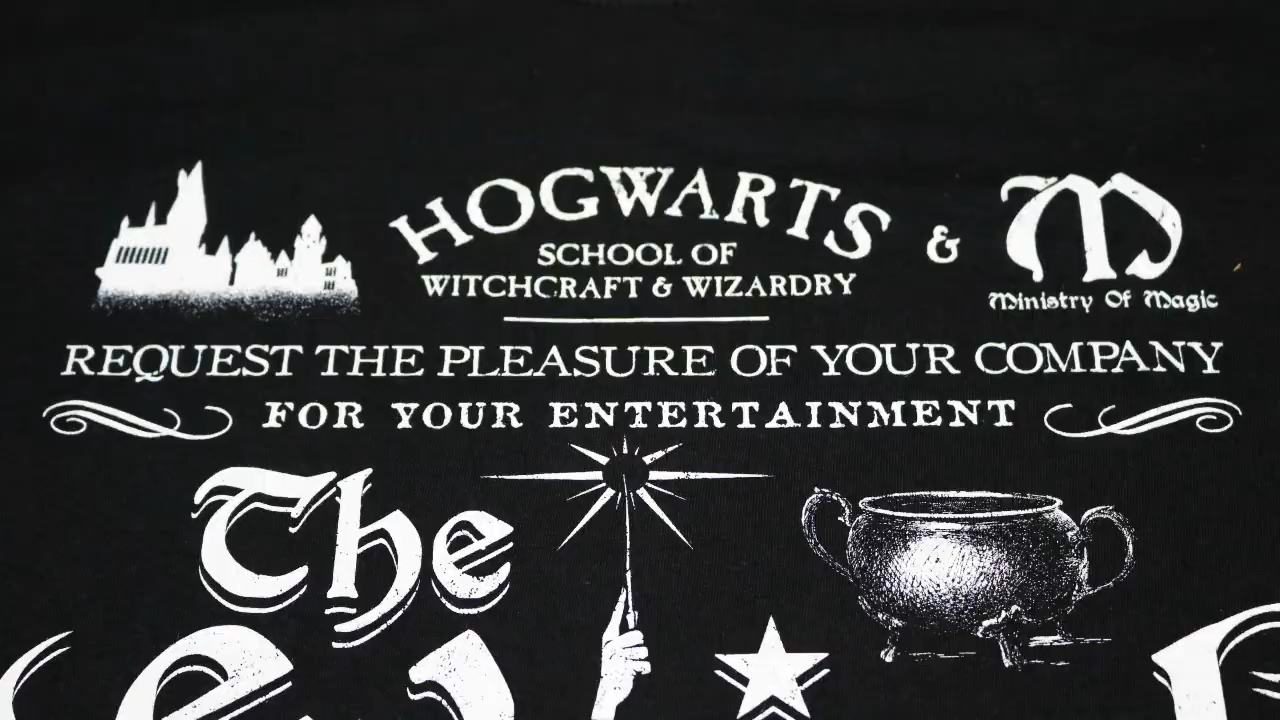 HOGWARTS
SCHOOL OF
WITCHCRAFT & WIZARDRY
&
M
Ministry Of Magic
REQUEST THE PLEASURE OF YOUR COMPANY
FOR YOUR ENTERTAINMENT
The